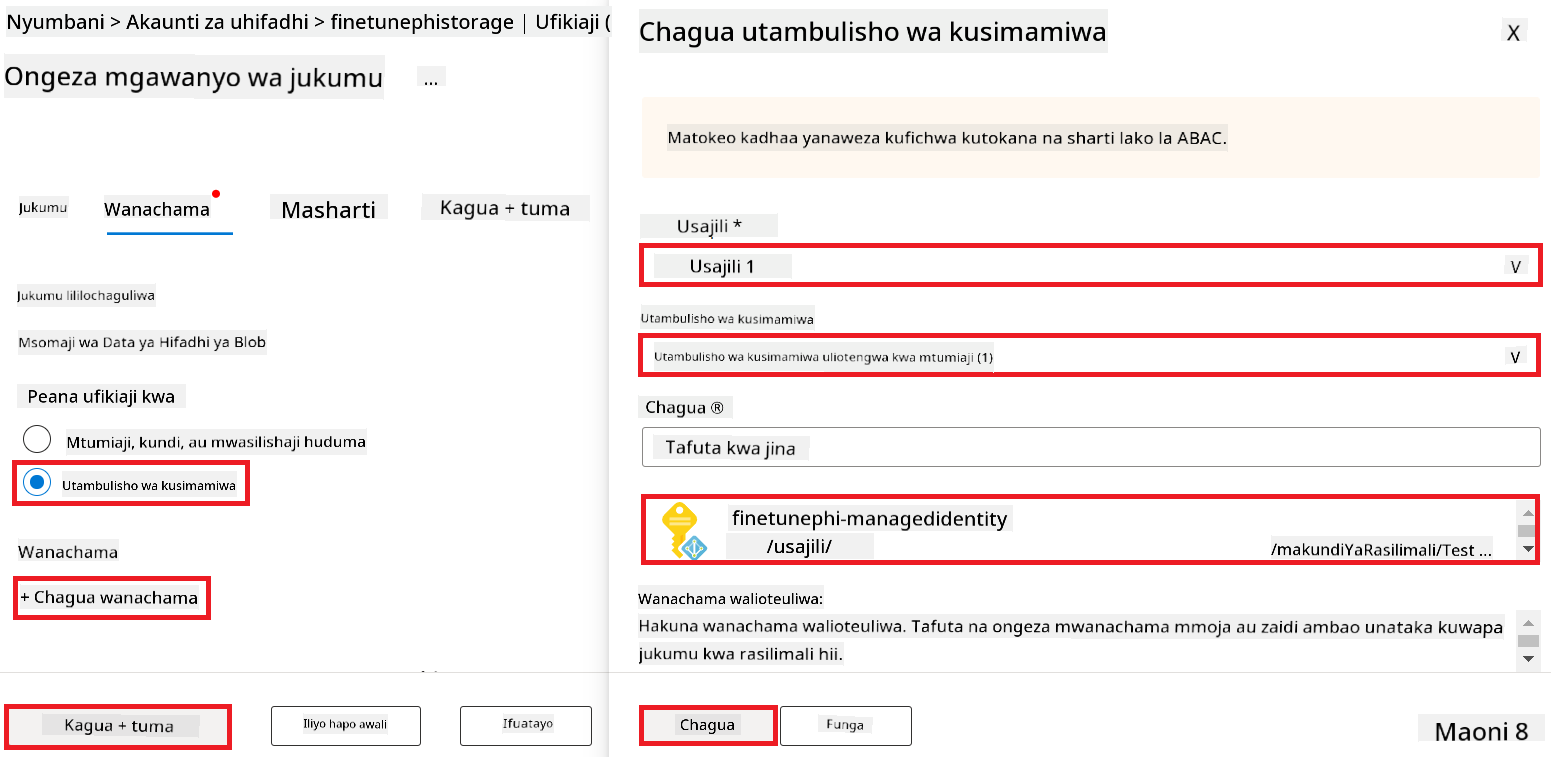 Nyumbani > Akaunti za uhifadhi > finetunephistorage | Ufikiaji (
Ongeza mgawanyo wa jukumu ...
Jukumu Wanachama Masharti Kagua + tuma
Jukumu lililochaguliwa
Msomaji wa Data ya Hifadhi ya Blob
Peana ufikiaji kwa
Mtumiaji, kundi, au mwasilishaji huduma
Utambulisho wa kusimamiwa
Wanachama
+ Chagua wanachama
Kagua + tuma Iliyo hapo awali Ifuatayo
Chagua utambulisho wa kusimamiwa X
Matokeo kadhaa yanaweza kufichwa kutokana na sharti lako la ABAC.
Usajili *
Usajili 1 V
Utambulisho wa kusimamiwa
Utambulisho wa kusimamiwa uliotengwa kwa mtumiaji (1) V
Chagua ®
Tafuta kwa jina
finetunephi-managedidentity
/usajili/ /makundiYaRasilimali/Test ...
Wanachama walioteuliwa:
Hakuna wanachama walioteuliwa. Tafuta na ongeza mwanachama mmoja au zaidi ambao unataka kuwapa
jukumu kwa rasilimali hii.
Chagua Funga Maoni 8